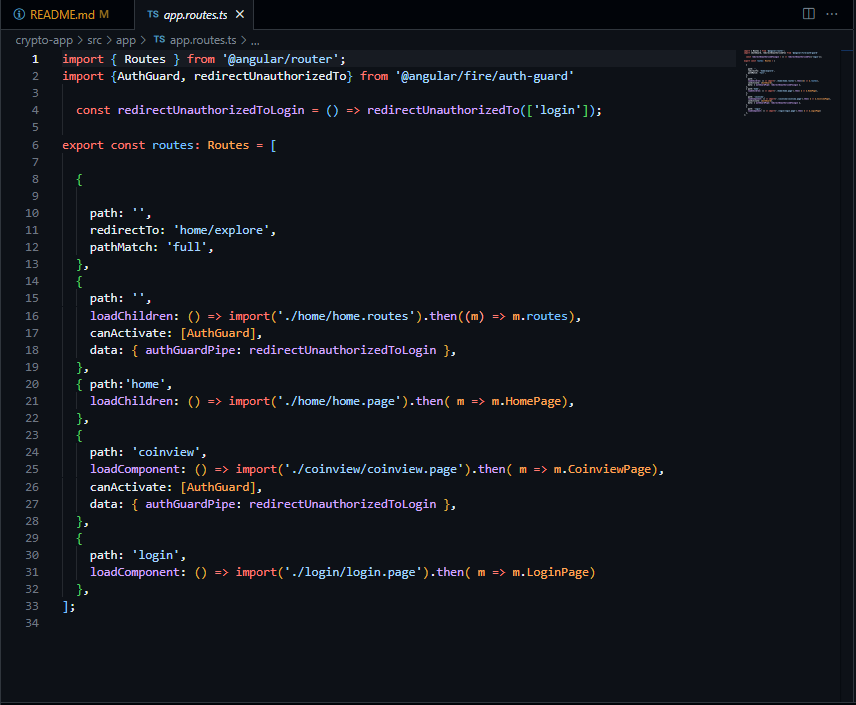 README.md M
TS app.routes.ts
crypto-app > src > app > TS app.routes.ts > ...
1 import { Routes } from '@angular/router';
2 import {AuthGuard, redirectUnauthorizedTo} from '@angular/fire/auth-guard'
3
4 const redirectUnauthorizedToLogin = () => redirectUnauthorizedTo(['login']);
5
6 export const routes: Routes = [
7
8 {
9
10 path: '',
11 redirectTo: 'home/explore',
12 pathMatch: 'full',
13 },
14 {
15 path: '',
16 loadChildren: () => import('./home/home.routes').then((m) => m.routes),
17 canActivate: [AuthGuard],
18 data: { authGuardPipe: redirectUnauthorizedToLogin },
19 },
20 { path:'home',
21 loadChildren: () => import('./home/home.page').then( m => m.HomePage),
22 },
23 {
24 path: 'coinview',
25 loadComponent: () => import('./coinview/coinview.page').then( m => m.CoinviewPage),
26 canActivate: [AuthGuard],
27 data: { authGuardPipe: redirectUnauthorizedToLogin },
28 },
29 {
30 path: 'login',
31 loadComponent: () => import('./login/login.page').then( m => m.LoginPage)
32 },
33 ];
34